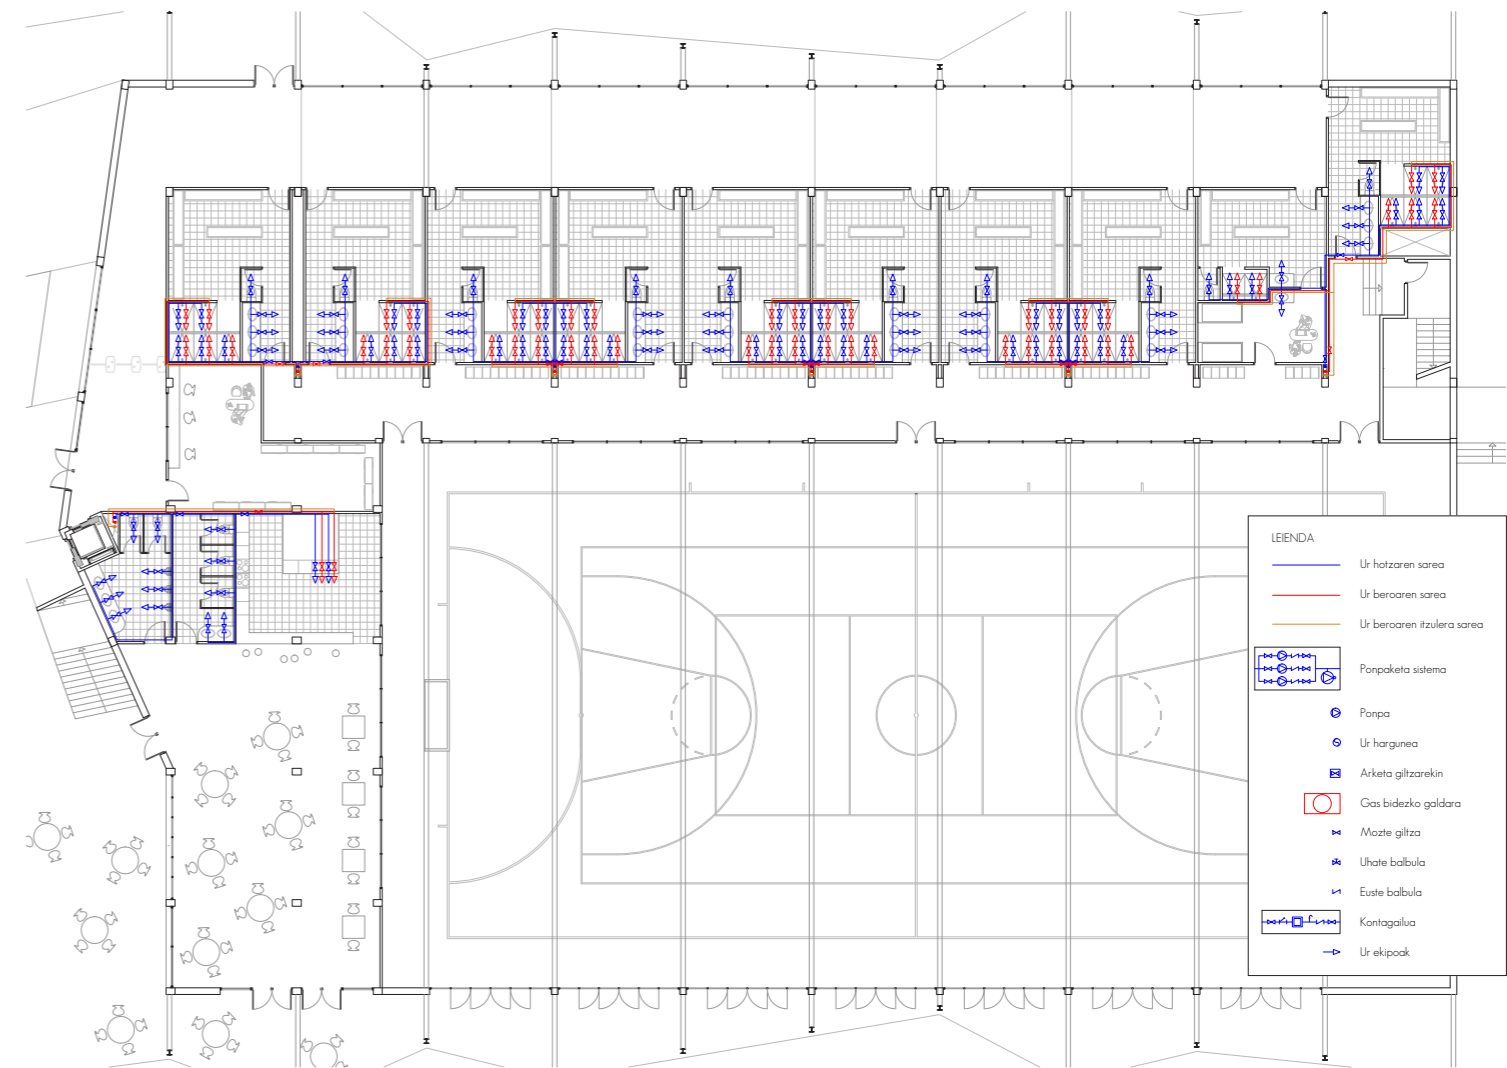 LEIENDA
Ur hotzaren sarea
Ur beroaren sarea
Ur beroaren itzulera sarea
Ponpaketa sistema
Ponpa
Ur hargunea
Arketa giltzarekin
Gas bidezko galdara
Mozte giltza
Uhate balbula
Euste balbula
Kontagailua
Ur ekipoak